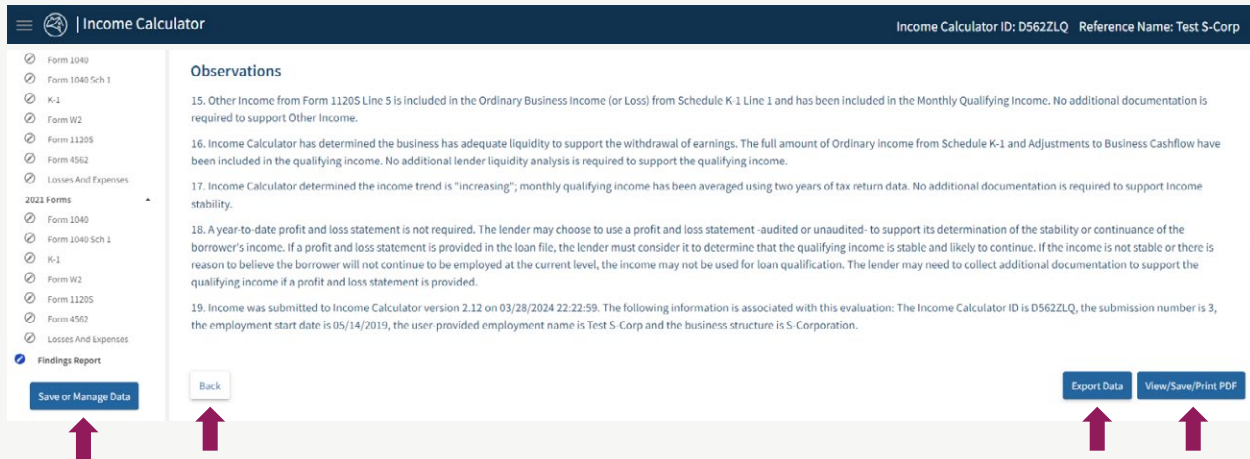 | Income Calculator
Income Calculator ID: D562ZLQ Reference Name: Test S-Corp
Form 1040
Form 1040 Sch 1
K-1
Form W2
Form 1120S
Form 4562
Losses And Expenses
2021 Forms
Form 1040
Form 1040 Sch 1
K-1
Form W2
Form 1120S
Form 4562
Losses And Expenses
Findings Report
Save or Manage Data
Observations
15. Other Income from Form 1120S Line 5 is included in the Ordinary Business Income (or Loss) from Schedule K-1 Line 1 and has been included in the Monthly Qualifying Income. No additional documentation is
required to support Other Income.
16. Income Calculator has determined the business has adequate liquidity to support the withdrawal of earnings. The full amount of Ordinary income from Schedule K-1 and Adjustments to Business Cashflow have
been included in the qualifying income. No additional lender liquidity analysis is required to support the qualifying income.
17. Income Calculator determined the income trend is "increasing"; monthly qualifying income has been averaged using two years of tax return data. No additional documentation is required to support Income
stability.
18. A year-to-date profit and loss statement is not required. The lender may choose to use a profit and loss statement -audited or unaudited- to support its determination of the stability or continuance of the
borrower's income. If a profit and loss statement is provided in the loan file, the lender must consider it to determine that the qualifying income is stable and likely to continue. If the income is not stable or there is
reason to believe the borrower will not continue to be employed at the current level, the income may not be used for loan qualification. The lender may need to collect additional documentation to support the
qualifying income if a profit and loss statement is provided.
19. Income was submitted to Income Calculator version 2.12 on 03/28/2024 22:22:59. The following information is associated with this evaluation: The Income Calculator ID is D562ZLQ, the submission number is 3,
the employment start date is 05/14/2019, the user-provided employment name is Test S-Corp and the business structure is S-Corporation.
Back
Export Data
View/Save/Print PDF